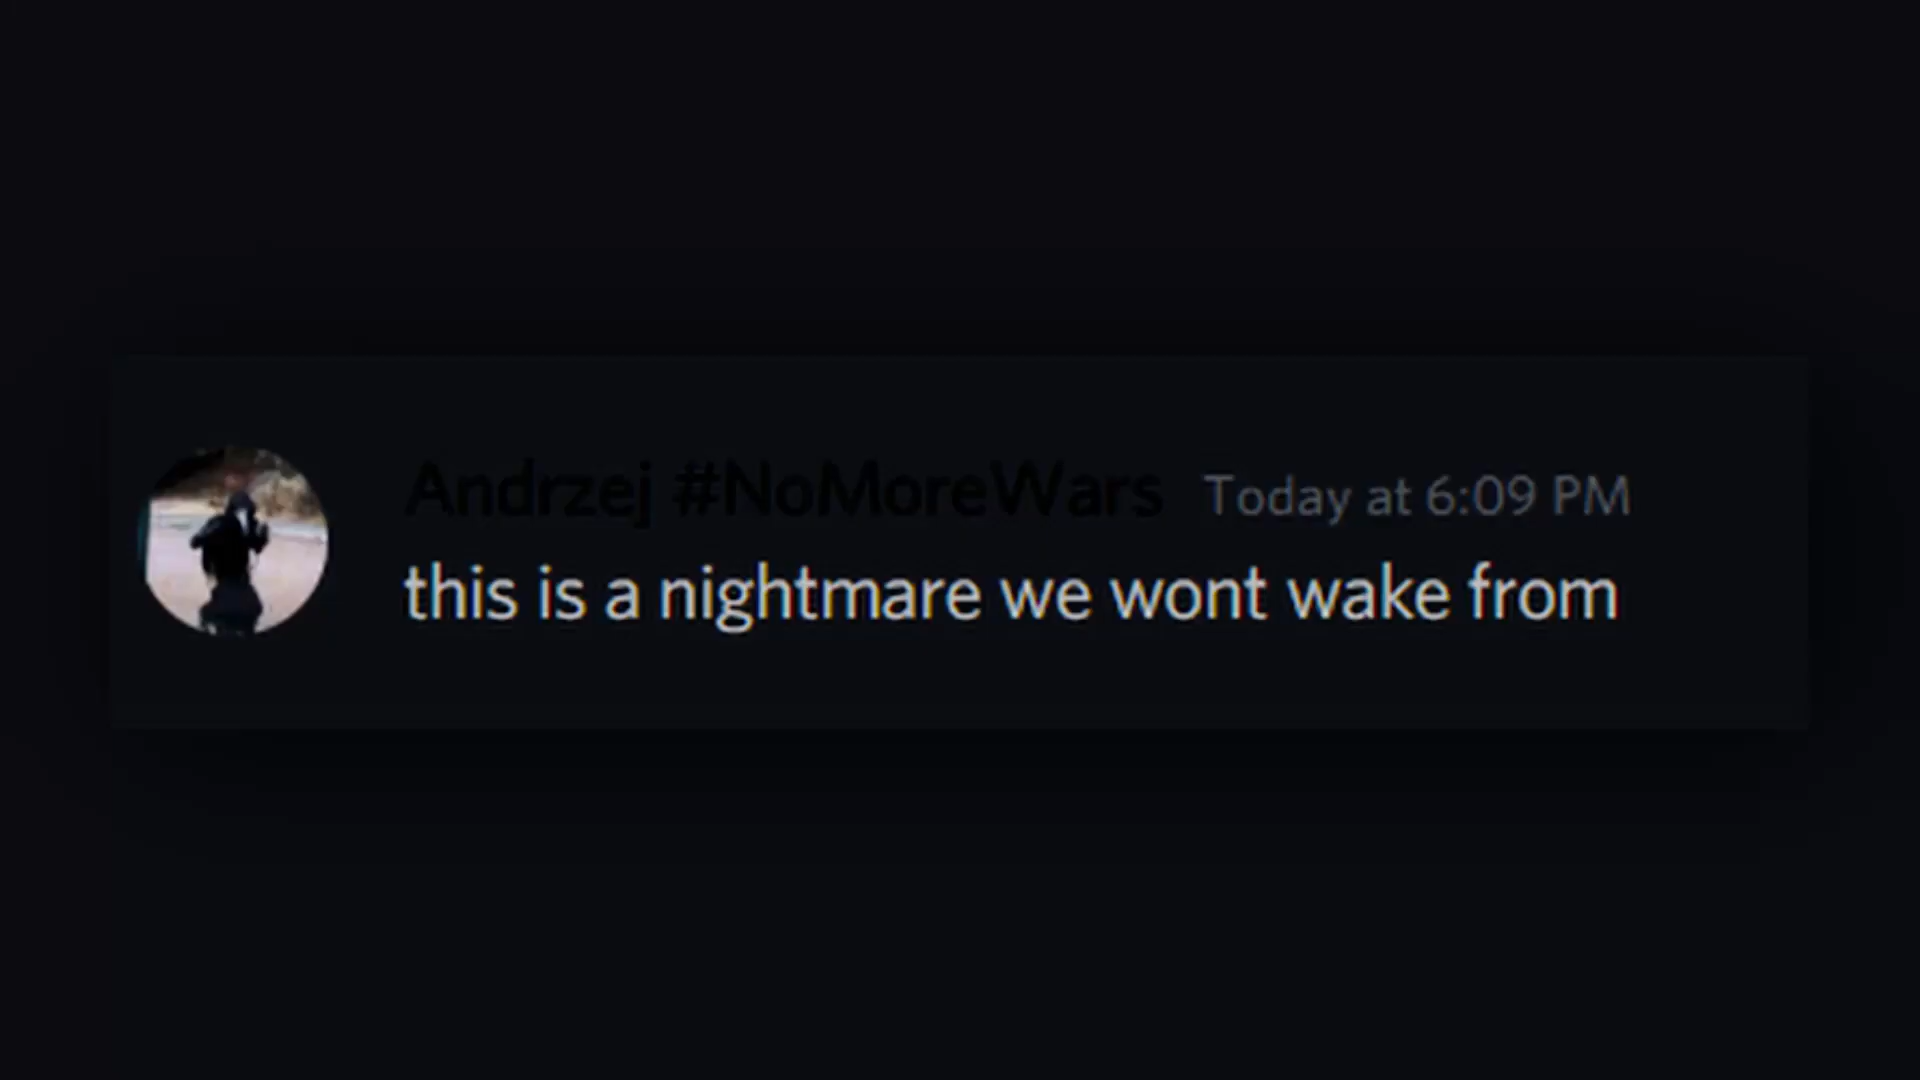 Andrzej #NoMoreWars Today at 6:09 PM
this is a nightmare we wont wake from